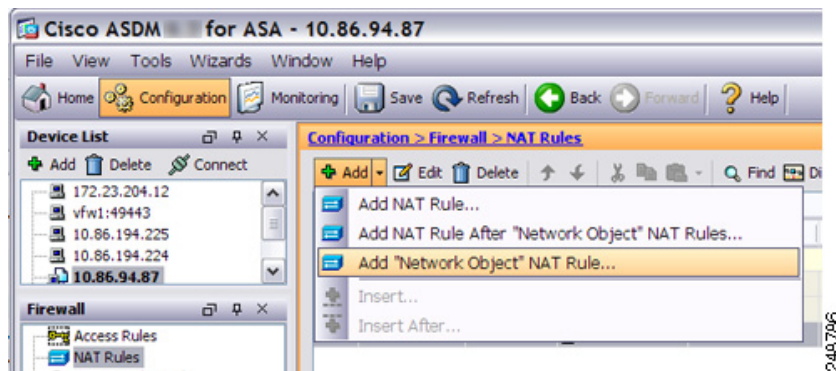 Cisco ASDM for ASA - 10.86.94.87
File View Tools Wizards Window Help
Home Configuration Monitoring Save Refresh Back Forward Help
Device List
Add Delete Connect
172.23.204.12
vfw1:49443
10.86.194.225
10.86.194.224
10.86.94.87
Firewall
Access Rules
NAT Rules
Configuration > Firewall > NAT Rules
Add Edit Delete Find Di
Add NAT Rule...
Add NAT Rule After "Network Object" NAT Rules...
Add "Network Object" NAT Rule...
Insert...
Insert After...